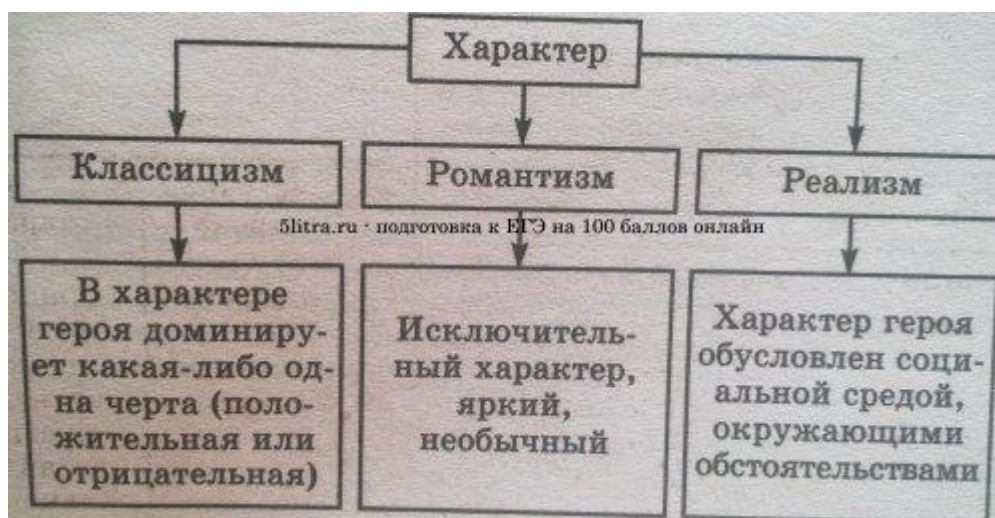 Характер
Классицизм
Романтизм
Реализм
5litra.ru · подготовка к ЕГЭ на 100 баллов онлайн
В характере
героя доминиру-
ет какая-либо од-
на черта (поло-
жительная или
отрицательная)
Исключитель-
ный характер,
яркий,
необычный
Характер героя
обусловлен соци-
альной средой,
окружающими
обстоятельствами